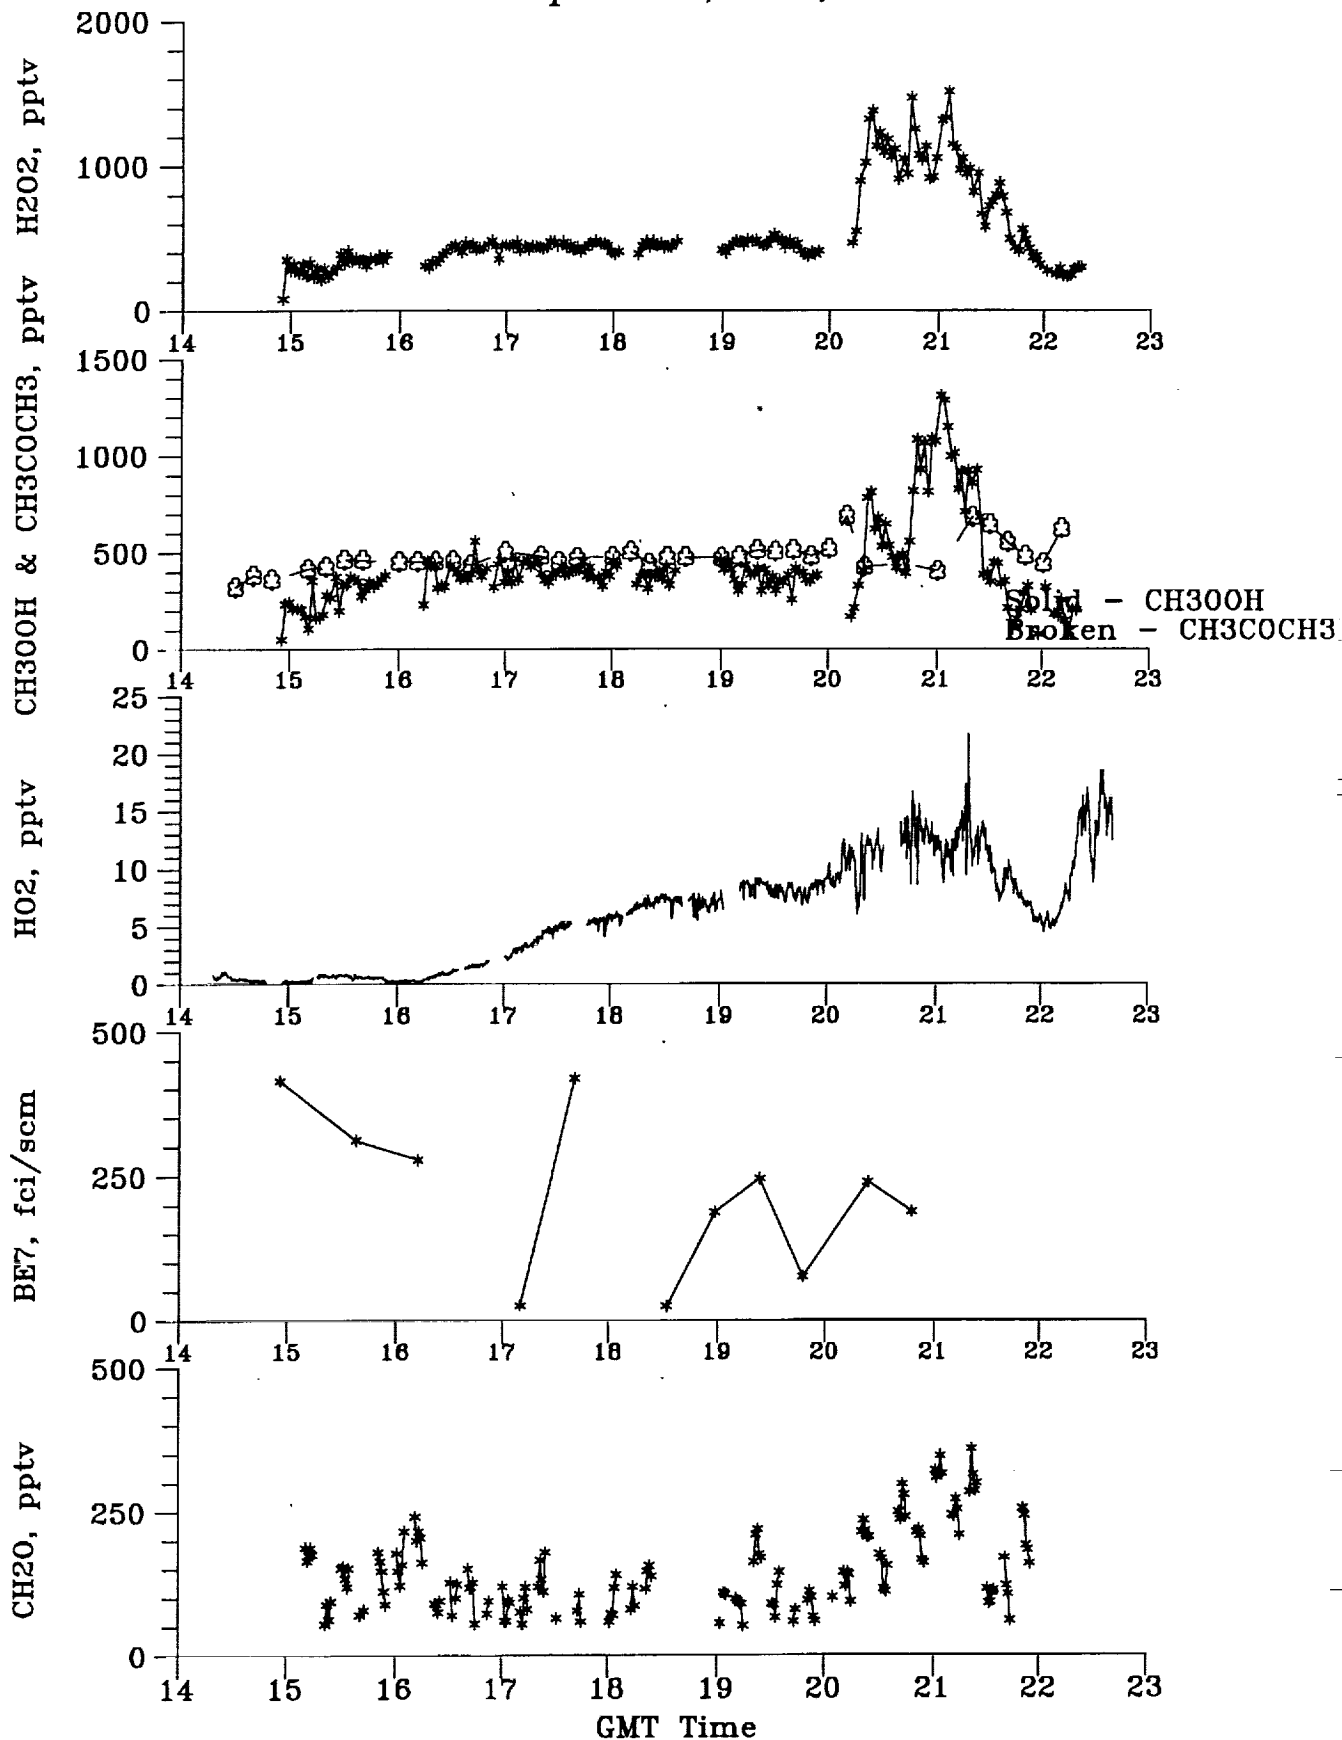 2000
1000
0
H2O2, pptv
14 15 16 17 18 19 20 21 22 23
1500
1000
500
0
CH3OOH & CH3COCH3, pptv
Solid - CH3OOH
Broken - CH3COCH3
14 15 16 17 18 19 20 21 22 23
25
20
15
10
5
0
HO2, pptv
14 15 16 17 18 19 20 21 22 23
500
250
0
BE7, fci/scm
14 15 16 17 18 19 20 21 22 23
500
250
0
CH2O, pptv
14 15 16 17 18 19 20 21 22 23
GMT Time